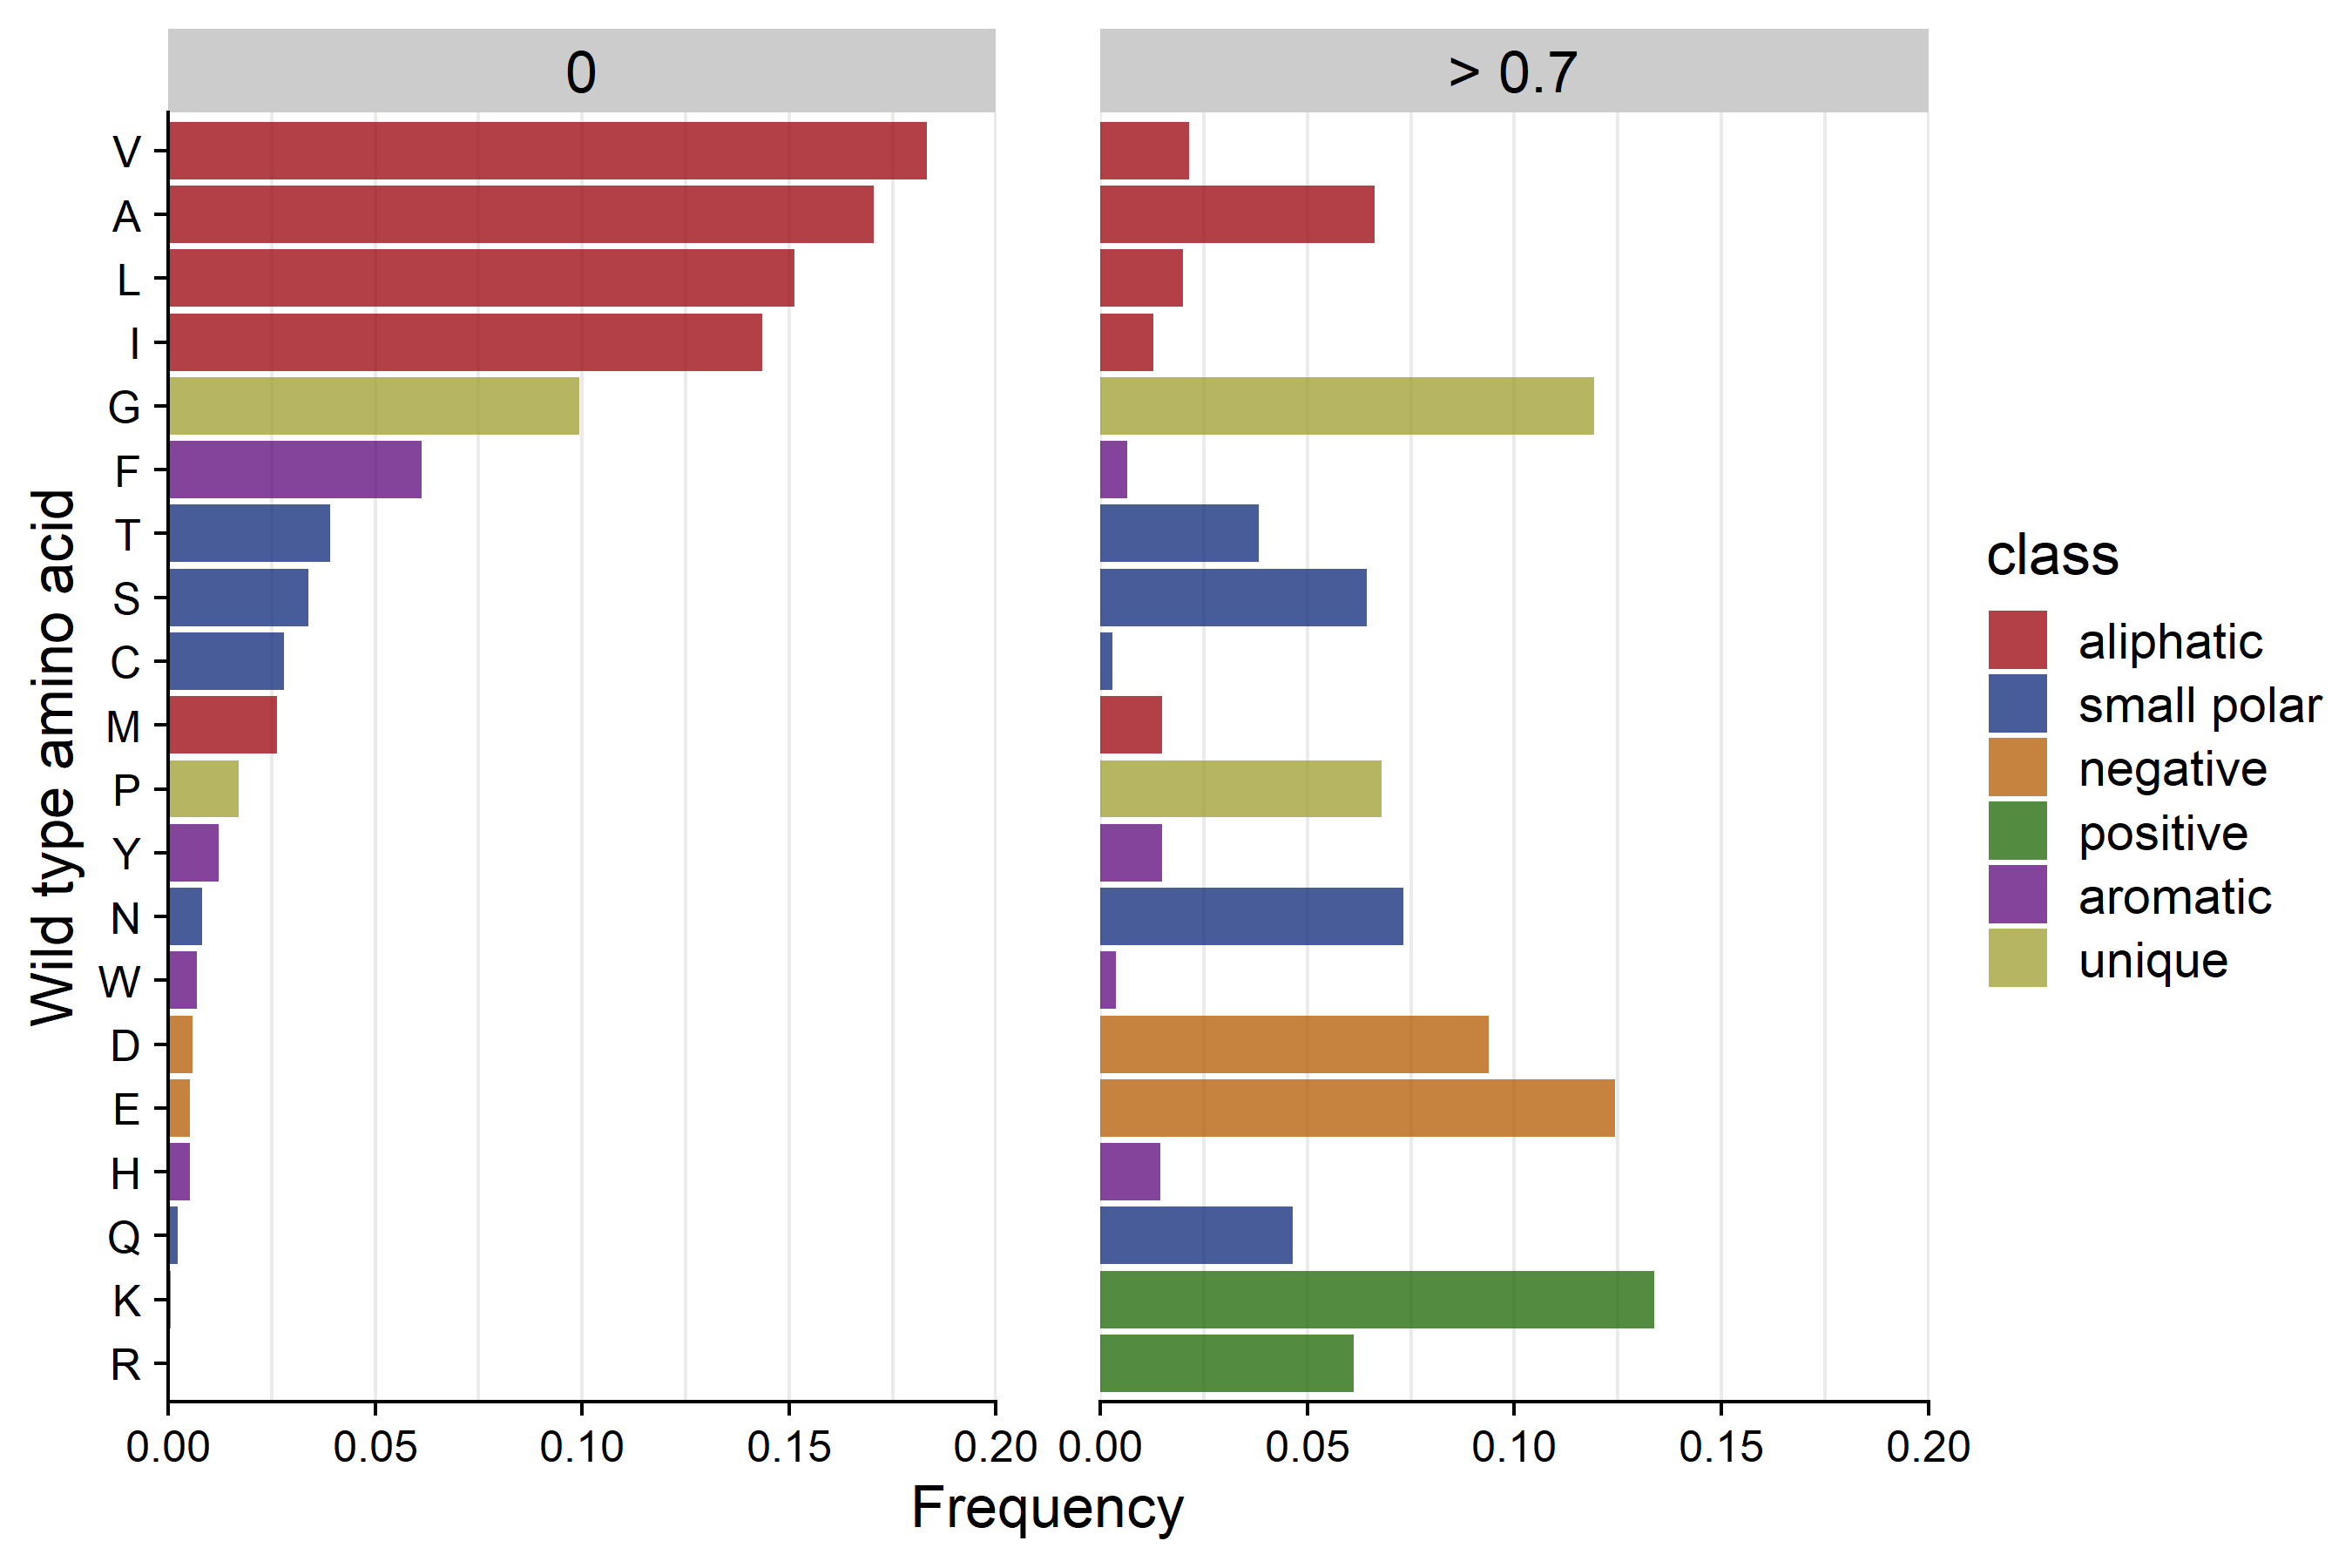 0
> 0.7
Wild type amino acid
V
A
L
I
G
F
T
S
C
M
P
Y
N
W
D
E
H
Q
K
R
0.00 0.05 0.10 0.15 0.20
0.00 0.05 0.10 0.15 0.20
Frequency
class
aliphatic
small polar
negative
positive
aromatic
unique